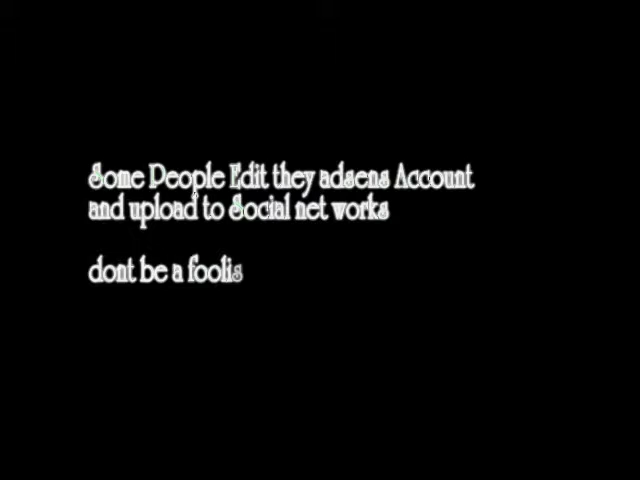 Some People Edit they adsens Account
and upload to Social net works
dont be a foolis